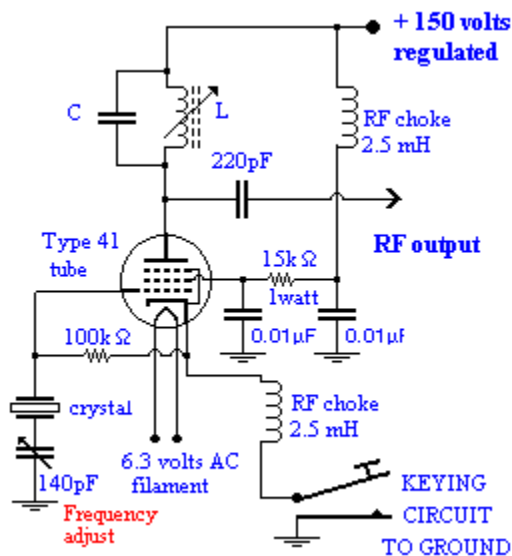 + 150 volts
regulated
C
L
RF choke
2.5 mH
220pF
RF output
Type 41
tube
15k Ω
1watt
0.01µF
0.01µF
100k Ω
crystal
RF choke
2.5 mH
140pF
6.3 volts AC
filament
Frequency
adjust
KEYING
CIRCUIT
TO GROUND